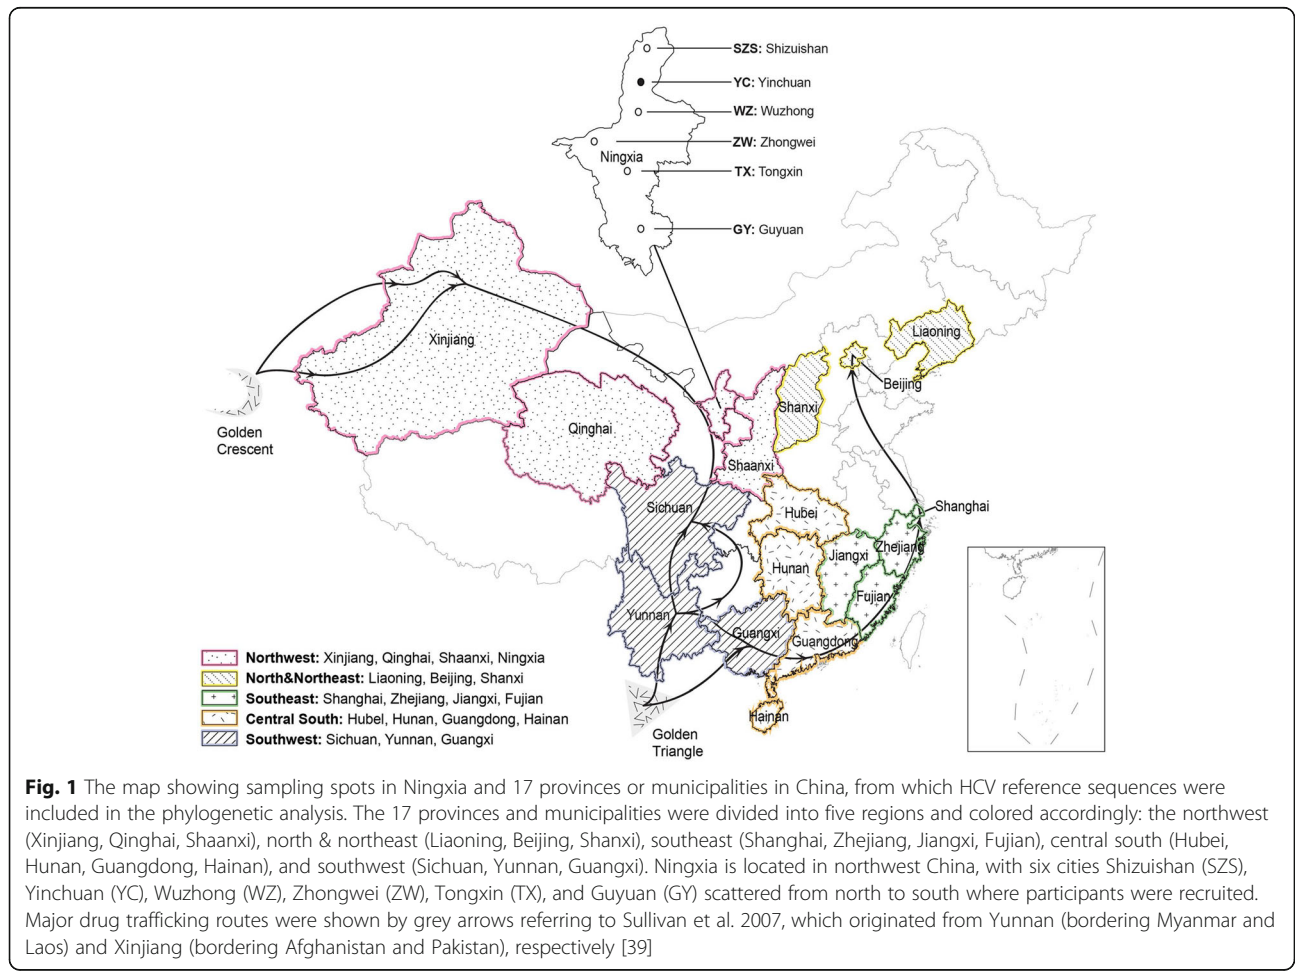 SZS: Shizuishan
YC: Yinchuan
WZ: Wuzhong
ZW: Zhongwei
Ningxia
TX: Tongxin
GY: Guyuan
Xinjiang
Liaoning
Beijing
Shanxi
Golden
Crescent
Qinghai
Shaanxi
Sichuan
Hubei
Shanghai
Zhejiang
Jiangxi
Hunan
Fujian
Yunnan
Guangxi
Guangdong
Hainan
Golden
Triangle
Northwest: Xinjiang, Qinghai, Shaanxi, Ningxia
North&Northeast: Liaoning, Beijing, Shanxi
Southeast: Shanghai, Zhejiang, Jiangxi, Fujian
Central South: Hubel, Hunan, Guangdong, Hainan
Southwest: Sichuan, Yunnan, Guangxi
Fig. 1 The map showing sampling spots in Ningxia and 17 provinces or municipalities in China, from which HCV reference sequences were
included in the phylogenetic analysis. The 17 provinces and municipalities were divided into five regions and colored accordingly: the northwest
(Xinjiang, Qinghai, Shaanxi), north & northeast (Liaoning, Beijing, Shanxi), southeast (Shanghai, Zhejiang, Jiangxi, Fujian), central south (Hubei,
Hunan, Guangdong, Hainan), and southwest (Sichuan, Yunnan, Guangxi). Ningxia is located in northwest China, with six cities Shizuishan (SZS),
Yinchuan (YC), Wuzhong (WZ), Zhongwei (ZW), Tongxin (TX), and Guyuan (GY) scattered from north to south where participants were recruited.
Major drug trafficking routes were shown by grey arrows referring to Sullivan et al. 2007, which originated from Yunnan (bordering Myanmar and
Laos) and Xinjiang (bordering Afghanistan and Pakistan), respectively [39]